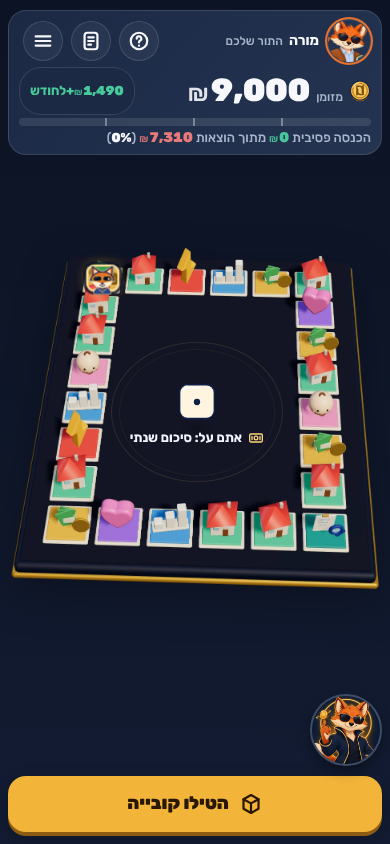 מורה התור שלכם
מזומן 9,000₪
+1,490₪לחודש
הכנסה פסיבית 0₪ מתוך הוצאות 7,310₪ (0%)
אתם על: סיכום שנתי
הטילו קובייה